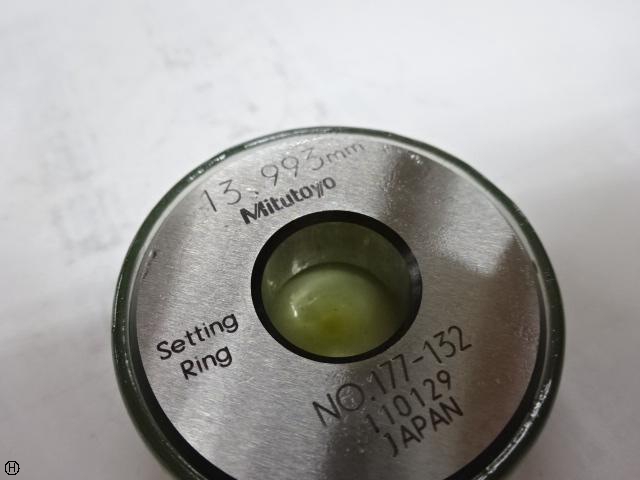 13.993mm
Mitutoyo
Setting
Ring
NO.177-132
110129
JAPAN
H